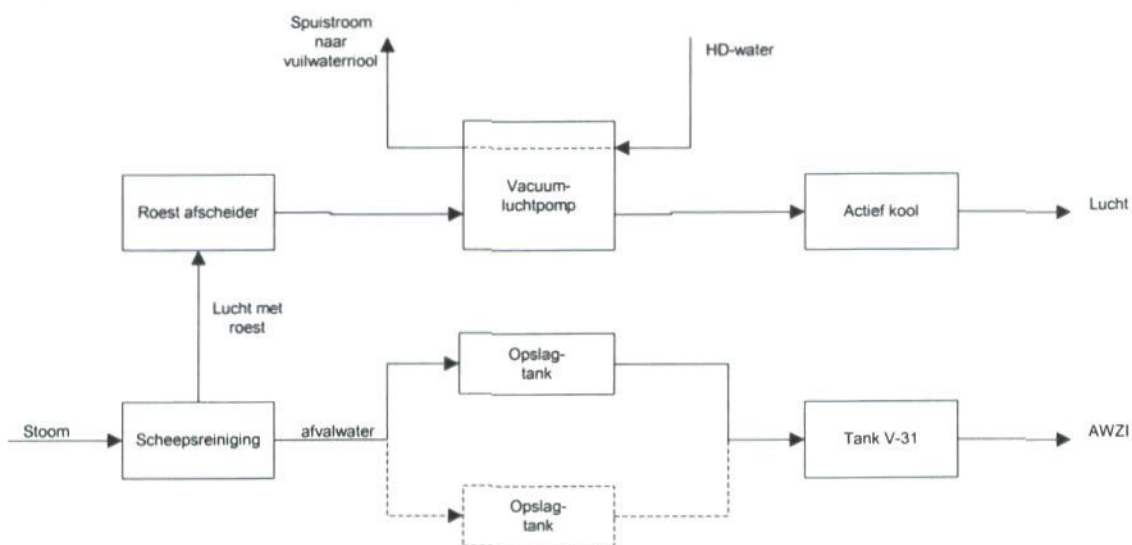 Spuistroom
naar
vuilwaterriool
HD-water
Roest afscheider
Vacuum-
luchtpomp
Actief kool
Lucht
Lucht met
roest
Opslag-
tank
Stoom
Scheepsreiniging
afvalwater
Tank V-31
AWZI
Opslag-
tank